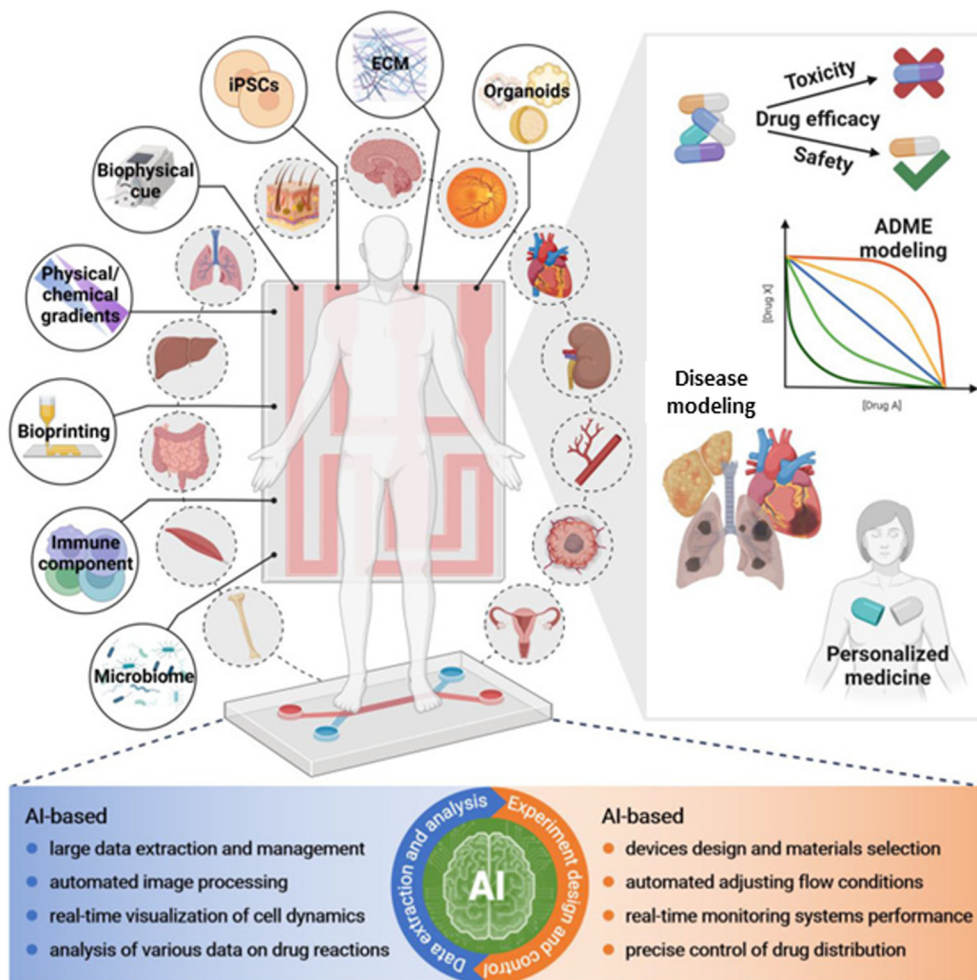 iPSCs
ECM
Organoids
Biophysical
cue
Physical/
chemical
gradients
Bioprinting
Immune
component
Microbiome
Toxicity
Drug efficacy
Safety
ADME
modeling
[Drug X]
[Drug A]
Disease
modeling
Personalized
medicine
AI-based
large data extraction and management
automated image processing
real-time visualization of cell dynamics
analysis of various data on drug reactions
Data extraction and analysis
Experiment design and control
AI
AI-based
devices design and materials selection
automated adjusting flow conditions
real-time monitoring systems performance
precise control of drug distribution